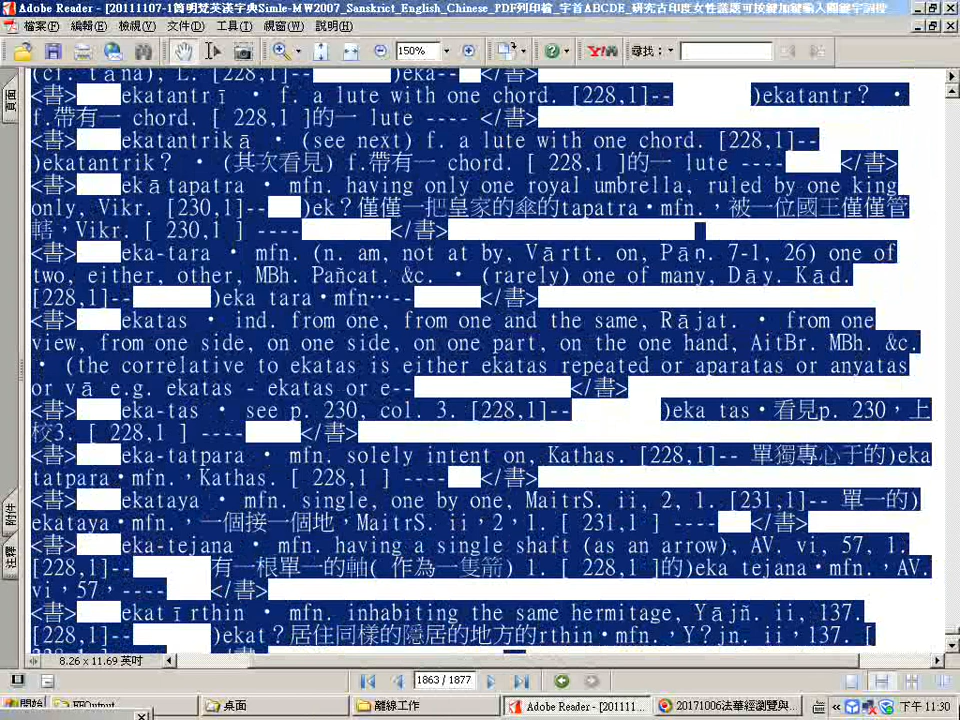 Adobe Reader - [20111107-1簡明梵英漢字典Simle-MW2007_Sanskrit_English_Chinese_PDF列印檔_字首ABCDE_研究古印度女性議題可按鍵
檔案(F) 編輯(E) 檢視(V) 文件(D) 工具(T) 視窗(W) 說明(H)
150% Y! 尋找：
(cf. tāna), L. [228,1]-- )eka-- </書>
<書> ekatantrī • f. a lute with one chord. [228,1]-- )ekatantr？ •
f.帶有一 chord. [ 228,1 ]的一 lute ---- </書>
<書> ekatantrikā • (see next) f. a lute with one chord. [228,1]--
)ekatantrik？ • (其次看見) f.帶有一 chord. [ 228,1 ]的一 lute ---- </書>
<書> ekātapatra • mfn. having only one royal umbrella, ruled by one king
only, Vikr. [230,1]-- )ek？僅僅一把皇家的傘的tapatra•mfn.，被一位國王僅僅管
轄，Vikr. [ 230,1 ] ---- </書>
<書> eka-tara • mfn. (n. am, not at by, Vārtt. on, Pāṇ. 7-1, 26) one of
two, either, other, MBh. Pañcat. &c. • (rarely) one of many, Dāy. Kād.
[228,1]-- )eka tara•mfn…-- </書>
<書> ekatas • ind. from one, from one and the same, Rājat. • from one
view, from one side, on one side, on one part, on the one hand, AitBr. MBh. &c.
• (the correlative to ekatas is either ekatas repeated or aparatas or anyatas
or vā e.g. ekatas - ekatas or e-- </書>
<書> eka-tas • see p. 230, col. 3. [228,1]-- )eka tas•看見p. 230，上
校3. [ 228,1 ] ---- </書>
<書> eka-tatpara • mfn. solely intent on, Kathas. [228,1]-- 單獨專心于的)eka
tatpara•mfn.，Kathas. [ 228,1 ] ---- </書>
<書> ekataya • mfn. single, one by one, MaitrS. ii, 2, 1. [231,1]-- 單一的)
ekataya•mfn.，一個接一個地，MaitrS. ii，2，1. [ 231,1 ] ---- </書>
<書> eka-tejana • mfn. having a single shaft (as an arrow), AV. vi, 57, 1.
[228,1]-- 有一根單一的軸( 作為一隻箭) 1. [ 228,1 ]的)eka tejana•mfn.，AV.
vi，57，---- </書>
<書> ekatīrthin • mfn. inhabiting the same hermitage, Yājñ. ii, 137.
[228,1]-- )ekat？居住同樣的隱居的地方的rthin•mfn.，Y？jn. ii，137. [
頁面
附件
注釋
8.26 x 11.69 英吋
1863 / 1877
開始 FFOutput 桌面 離線工作 Adobe Reader - [201111... 20171006法華經瀏覽與... 下午 11:30